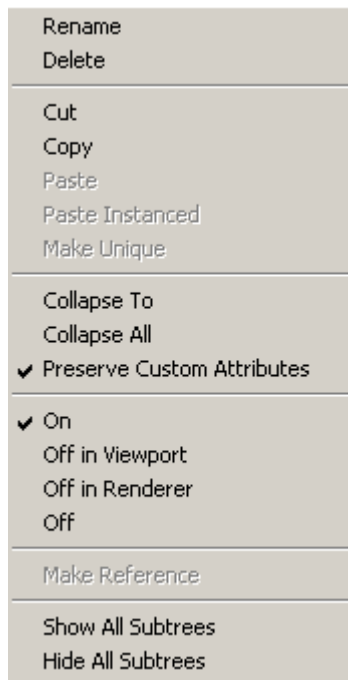 Rename
Delete
Cut
Copy
Paste
Paste Instanced
Make Unique
Collapse To
Collapse All
Preserve Custom Attributes
On
Off in Viewport
Off in Renderer
Off
Make Reference
Show All Subtrees
Hide All Subtrees